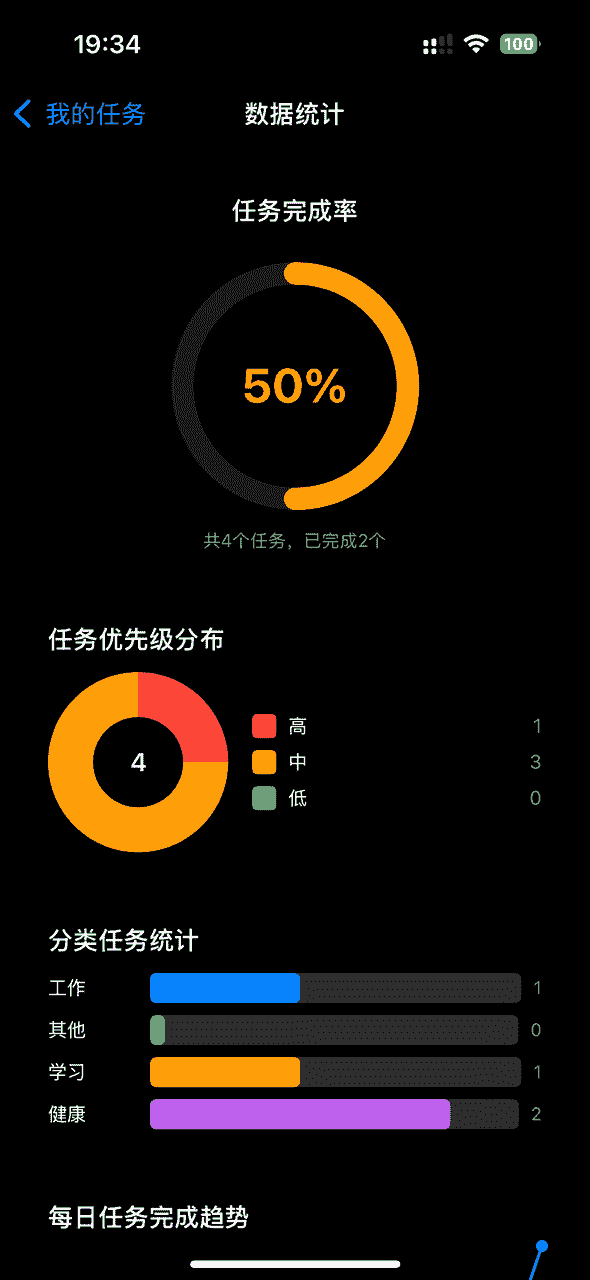 19:34
100
我的任务
数据统计
任务完成率
50%
共4个任务，已完成2个
任务优先级分布
4
高 1
中 3
低 0
分类任务统计
工作 1
其他 0
学习 1
健康 2
每日任务完成趋势